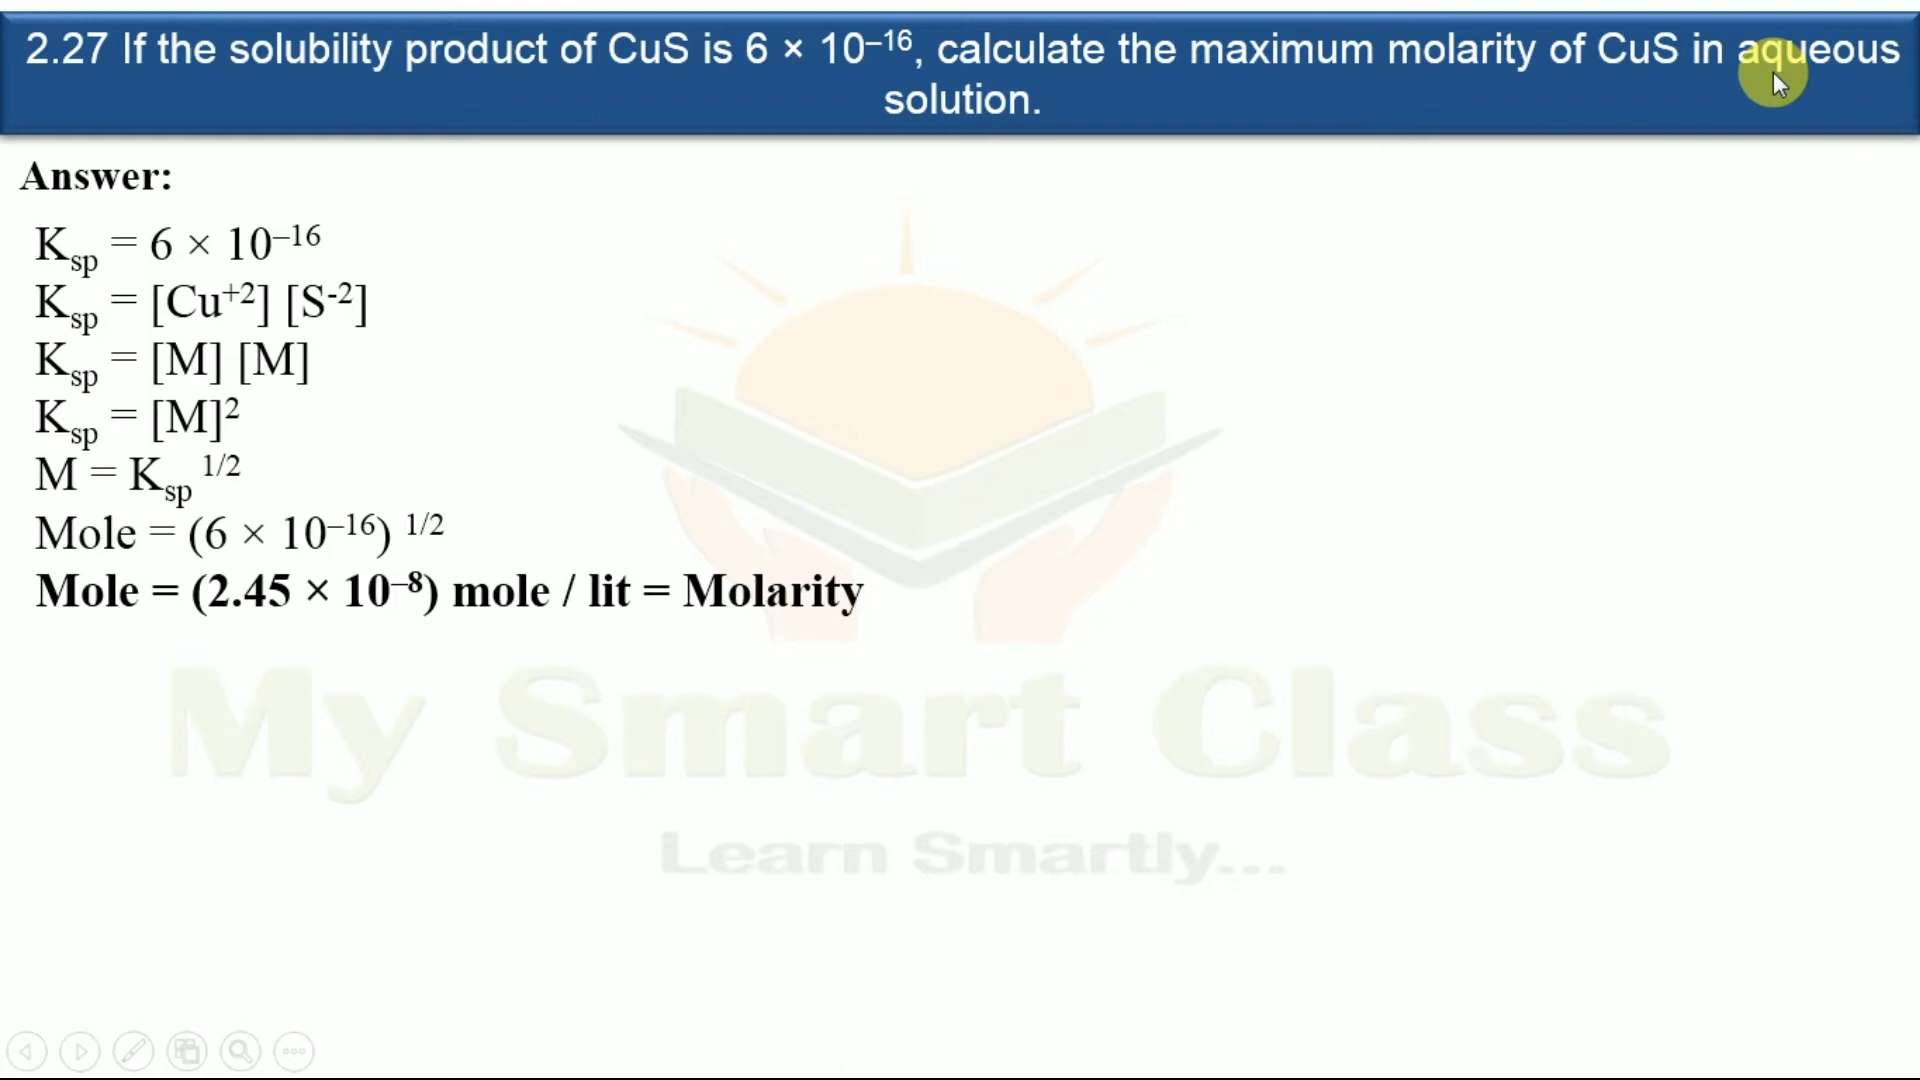 2.27 If the solubility product of CuS is 6 × 10⁻¹⁶, calculate the maximum molarity of CuS in aqueous
solution.
Answer:
Kₛₚ = 6 × 10⁻¹⁶
Kₛₚ = [Cu⁺²] [S⁻²]
Kₛₚ = [M] [M]
Kₛₚ = [M]²
M = Kₛₚ ¹/²
Mole = (6 × 10⁻¹⁶) ¹/²
Mole = (2.45 × 10⁻⁸) mole / lit = Molarity
My Smart Class
Learn Smartly...